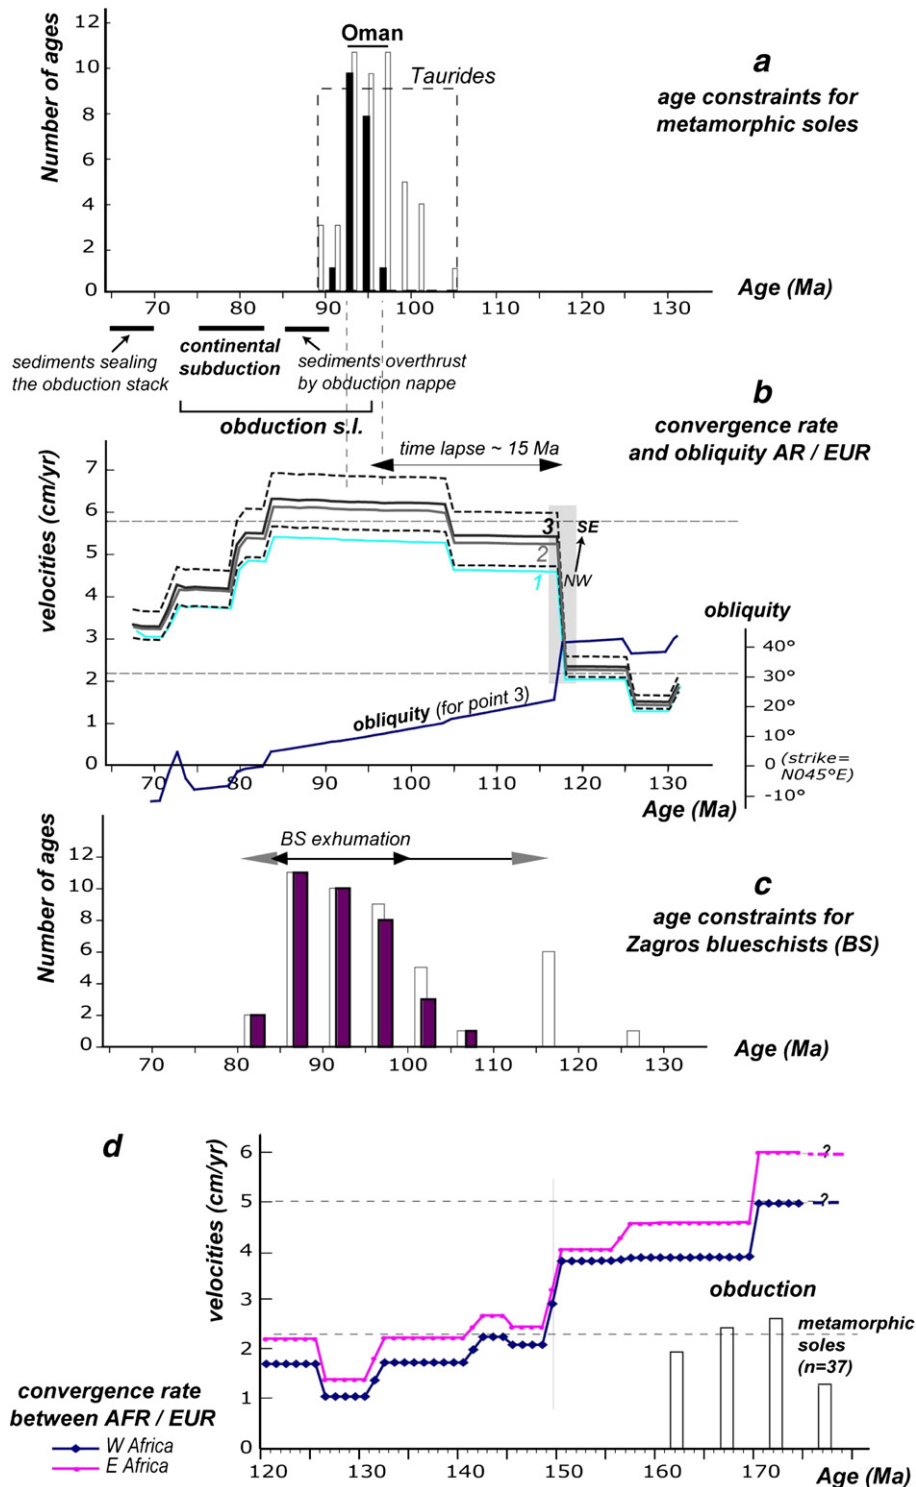 12
10
8
6
4
2
0
Number of ages
Oman
Taurides
a
age constraints for
metamorphic soles
70
80
90
100
110
120
130
Age (Ma)
sediments sealing
the obduction stack
continental
subduction
sediments overthrust
by obduction nappe
obduction s.l.
b
convergence rate
and obliquity AR / EUR
time lapse ~ 15 Ma
7
6
5
4
3
2
1
0
velocities (cm/yr)
3
2
1
SE
NW
obliquity
40°
30°
20°
10°
0
-10°
(strike=
N045°E)
obliquity (for point 3)
70
80
90
100
110
120
130
Age (Ma)
BS exhumation
12
10
8
6
4
2
0
Number of ages
c
age constraints for
Zagros blueschists (BS)
70
80
90
100
110
120
130
Age (Ma)
d
6
5
4
3
2
1
0
velocities (cm/yr)
?
?
obduction
metamorphic
soles
(n=37)
convergence rate
between AFR / EUR
W Africa
E Africa
120
130
140
150
160
170
Age (Ma)